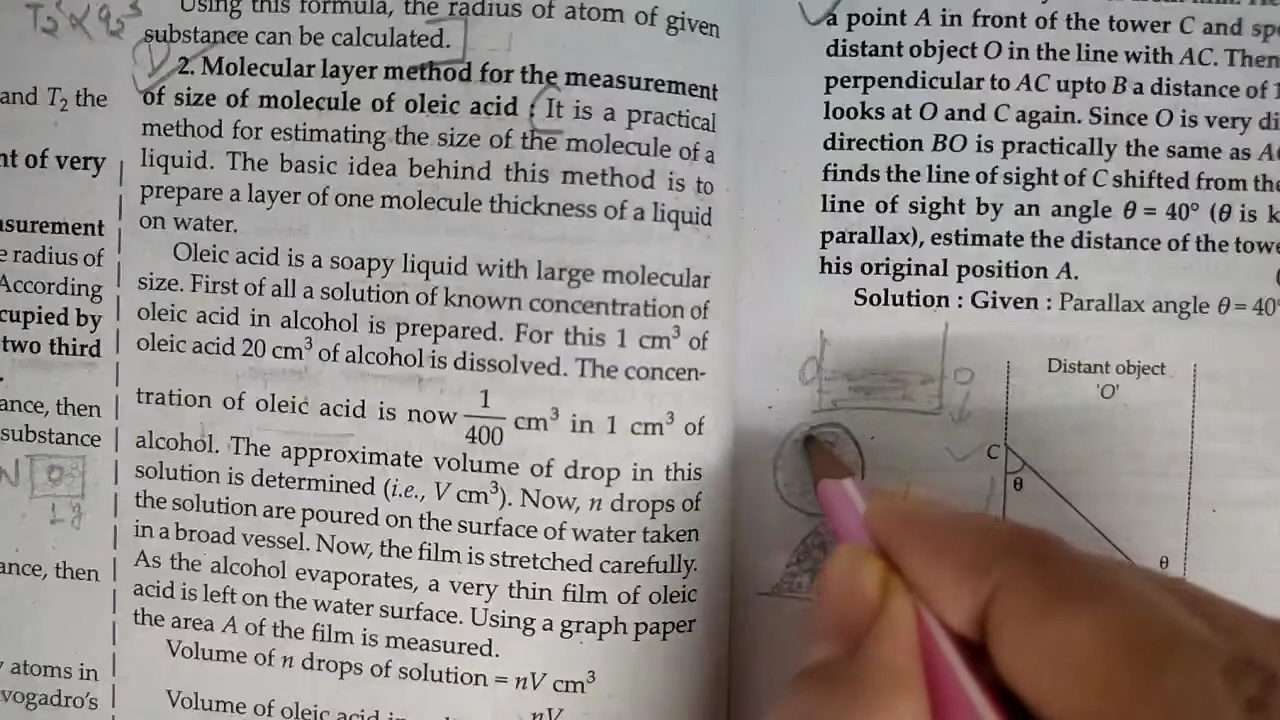 T₂² ∝ a₂³
and T₂ the
nt of very
asurement
e radius of
According
cupied by
two third
ance, then
substance
N
1g
ance, then
y atoms in
vogadro's
Using this formula, the radius of atom of given
substance can be calculated.
2. Molecular layer method for the measurement
of size of molecule of oleic acid : It is a practical
method for estimating the size of the molecule of a
liquid. The basic idea behind this method is to
prepare a layer of one molecule thickness of a liquid
on water.
Oleic acid is a soapy liquid with large molecular
size. First of all a solution of known concentration of
oleic acid in alcohol is prepared. For this 1 cm³ of
oleic acid 20 cm³ of alcohol is dissolved. The concen-
tration of oleic acid is now 1/400 cm³ in 1 cm³ of
alcohol. The approximate volume of drop in this
solution is determined (i.e., V cm³). Now, n drops of
the solution are poured on the surface of water taken
in a broad vessel. Now, the film is stretched carefully.
As the alcohol evaporates, a very thin film of oleic
acid is left on the water surface. Using a graph paper
the area A of the film is measured.
Volume of n drops of solution = nV cm³
Volume of oleic acid nV
a point A in front of the tower C and sp
distant object O in the line with AC. Then
perpendicular to AC upto B a distance of 1
looks at O and C again. Since O is very di
direction BO is practically the same as A
finds the line of sight of C shifted from the
line of sight by an angle θ = 40° (θ is k
parallax), estimate the distance of the towe
his original position A.
Solution : Given : Parallax angle θ = 40°
Distant object
'O'
C
θ
θ